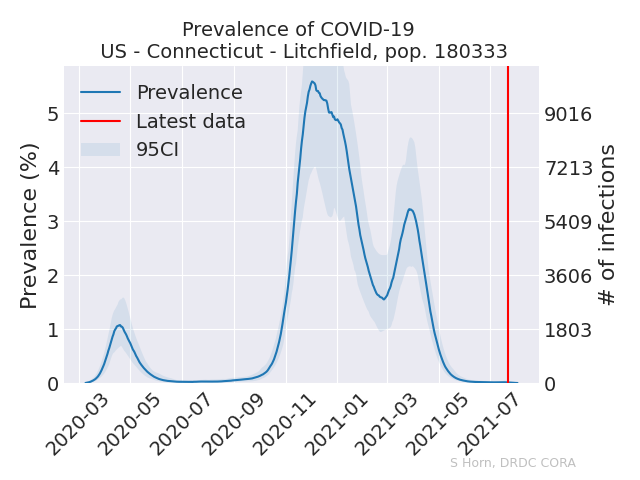 Prevalence of COVID-19
US - Connecticut - Litchfield, pop. 180333
Prevalence
Latest data
95CI
Prevalence (%)
5
4
3
2
1
0
9016
7213
5409
3606
1803
0
# of infections
2020-03
2020-05
2020-07
2020-09
2020-11
2021-01
2021-03
2021-05
2021-07
S Horn, DRDC CORA